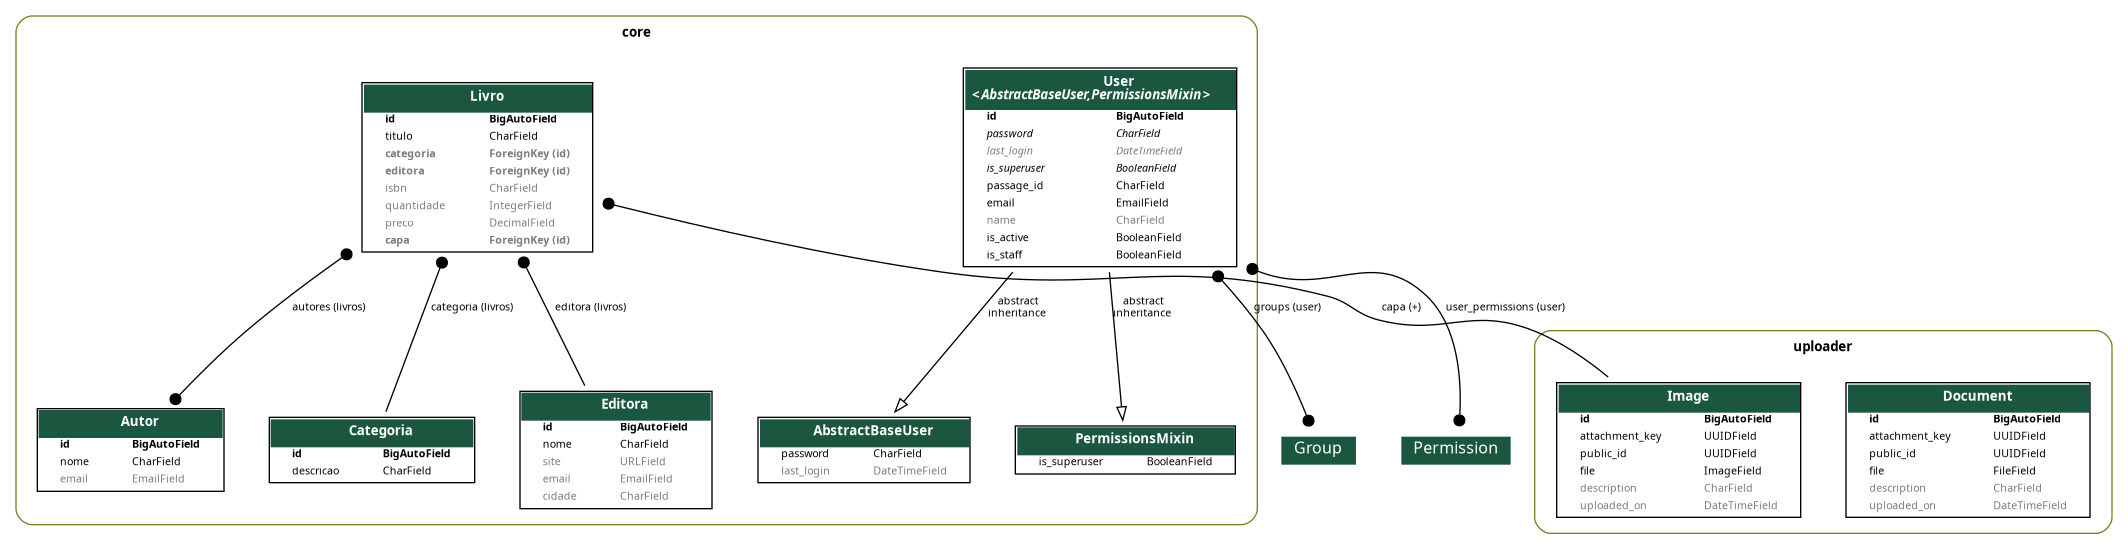 core
Livro
id BigAutoField
titulo CharField
categoria ForeignKey (id)
editora ForeignKey (id)
isbn CharField
quantidade IntegerField
preco DecimalField
capa ForeignKey (id)
User
<AbstractBaseUser,PermissionsMixin>
id BigAutoField
password CharField
last_login DateTimeField
is_superuser BooleanField
passage_id CharField
email EmailField
name CharField
is_active BooleanField
is_staff BooleanField
autores (livros)
categoria (livros)
editora (livros)
abstract
inheritance
abstract
inheritance
groups (user)
capa (+)
user_permissions (user)
Autor
id BigAutoField
nome CharField
email EmailField
Categoria
id BigAutoField
descricao CharField
Editora
id BigAutoField
nome CharField
site URLField
email EmailField
cidade CharField
AbstractBaseUser
password CharField
last_login DateTimeField
PermissionsMixin
is_superuser BooleanField
Group
Permission
uploader
Image
id BigAutoField
attachment_key UUIDField
public_id UUIDField
file ImageField
description CharField
uploaded_on DateTimeField
Document
id BigAutoField
attachment_key UUIDField
public_id UUIDField
file FileField
description CharField
uploaded_on DateTimeField